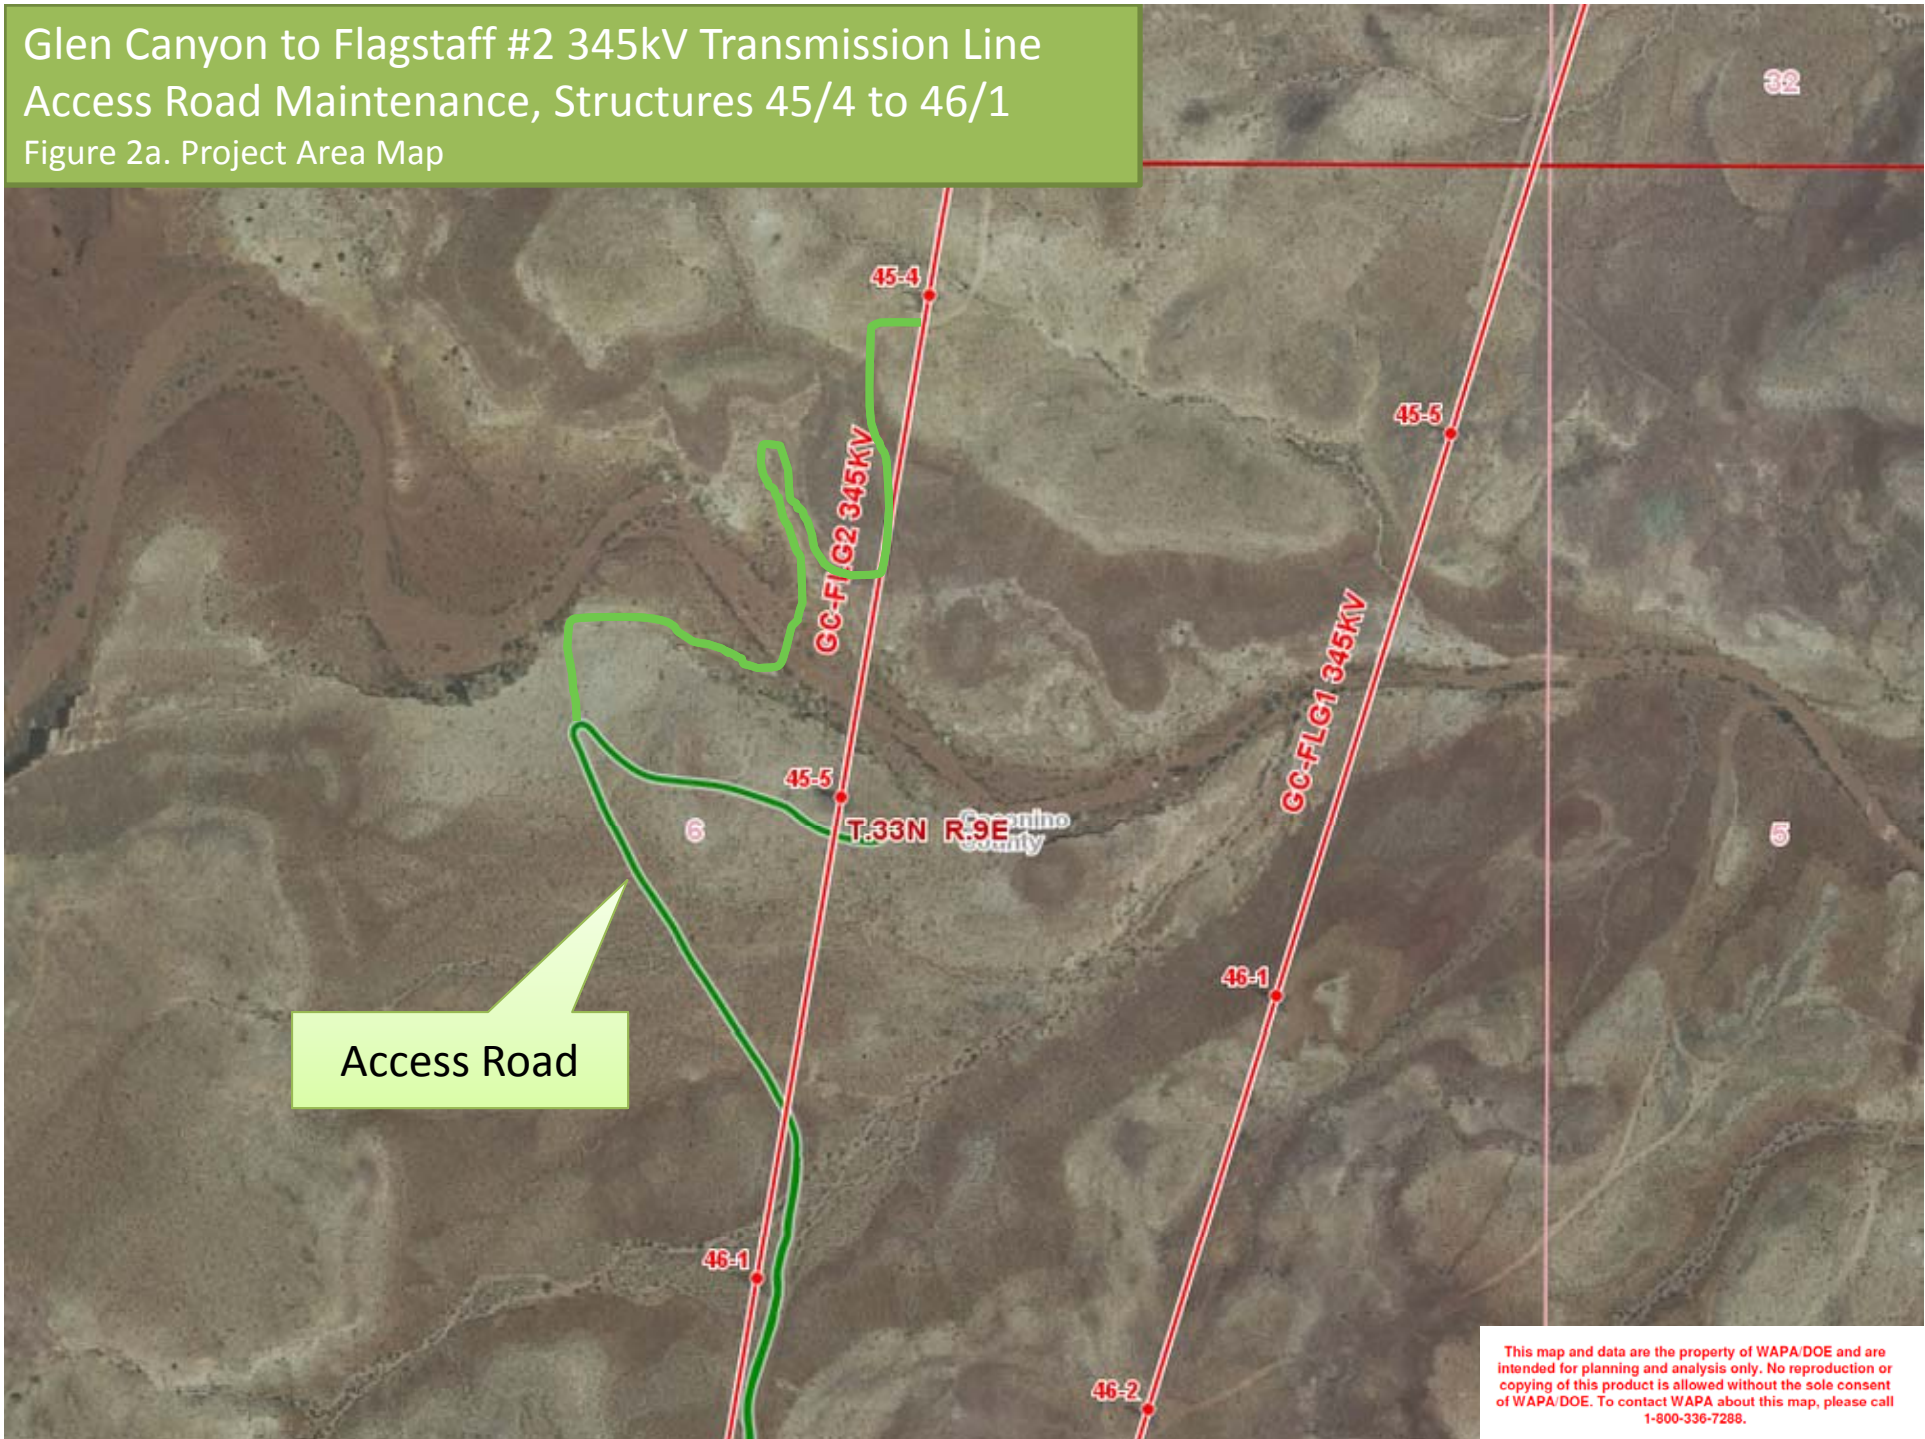 Glen Canyon to Flagstaff #2 345kV Transmission Line
Access Road Maintenance, Structures 45/4 to 46/1
Figure 2a. Project Area Map
32
45-4
45-5
GC-FLG2 345KV
GC-FLG1 345KV
45-5
T.33N R.9E
Coconino
County
6
5
46-1
Access Road
46-1
46-2
This map and data are the property of WAPA/DOE and are
intended for planning and analysis only. No reproduction or
copying of this product is allowed without the sole consent
of WAPA/DOE. To contact WAPA about this map, please call
1-800-336-7288.